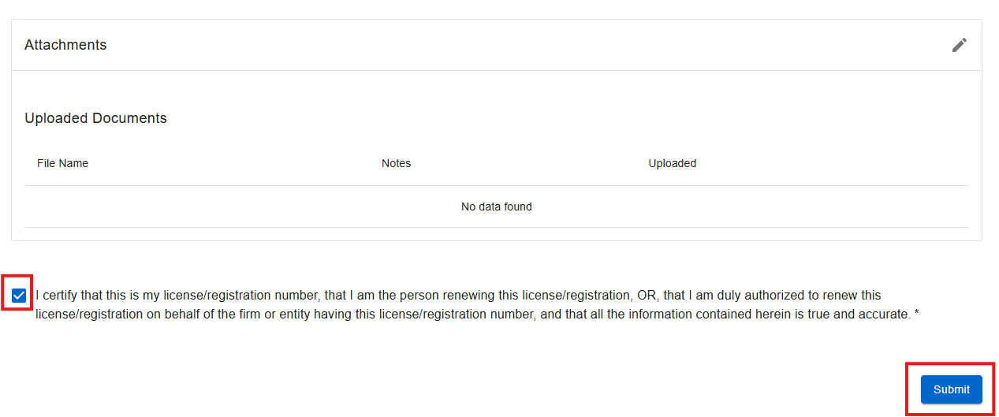 Attachments
Uploaded Documents
File Name Notes Uploaded
No data found
I certify that this is my license/registration number, that I am the person renewing this license/registration, OR, that I am duly authorized to renew this
license/registration on behalf of the firm or entity having this license/registration number, and that all the information contained herein is true and accurate. *
Submit